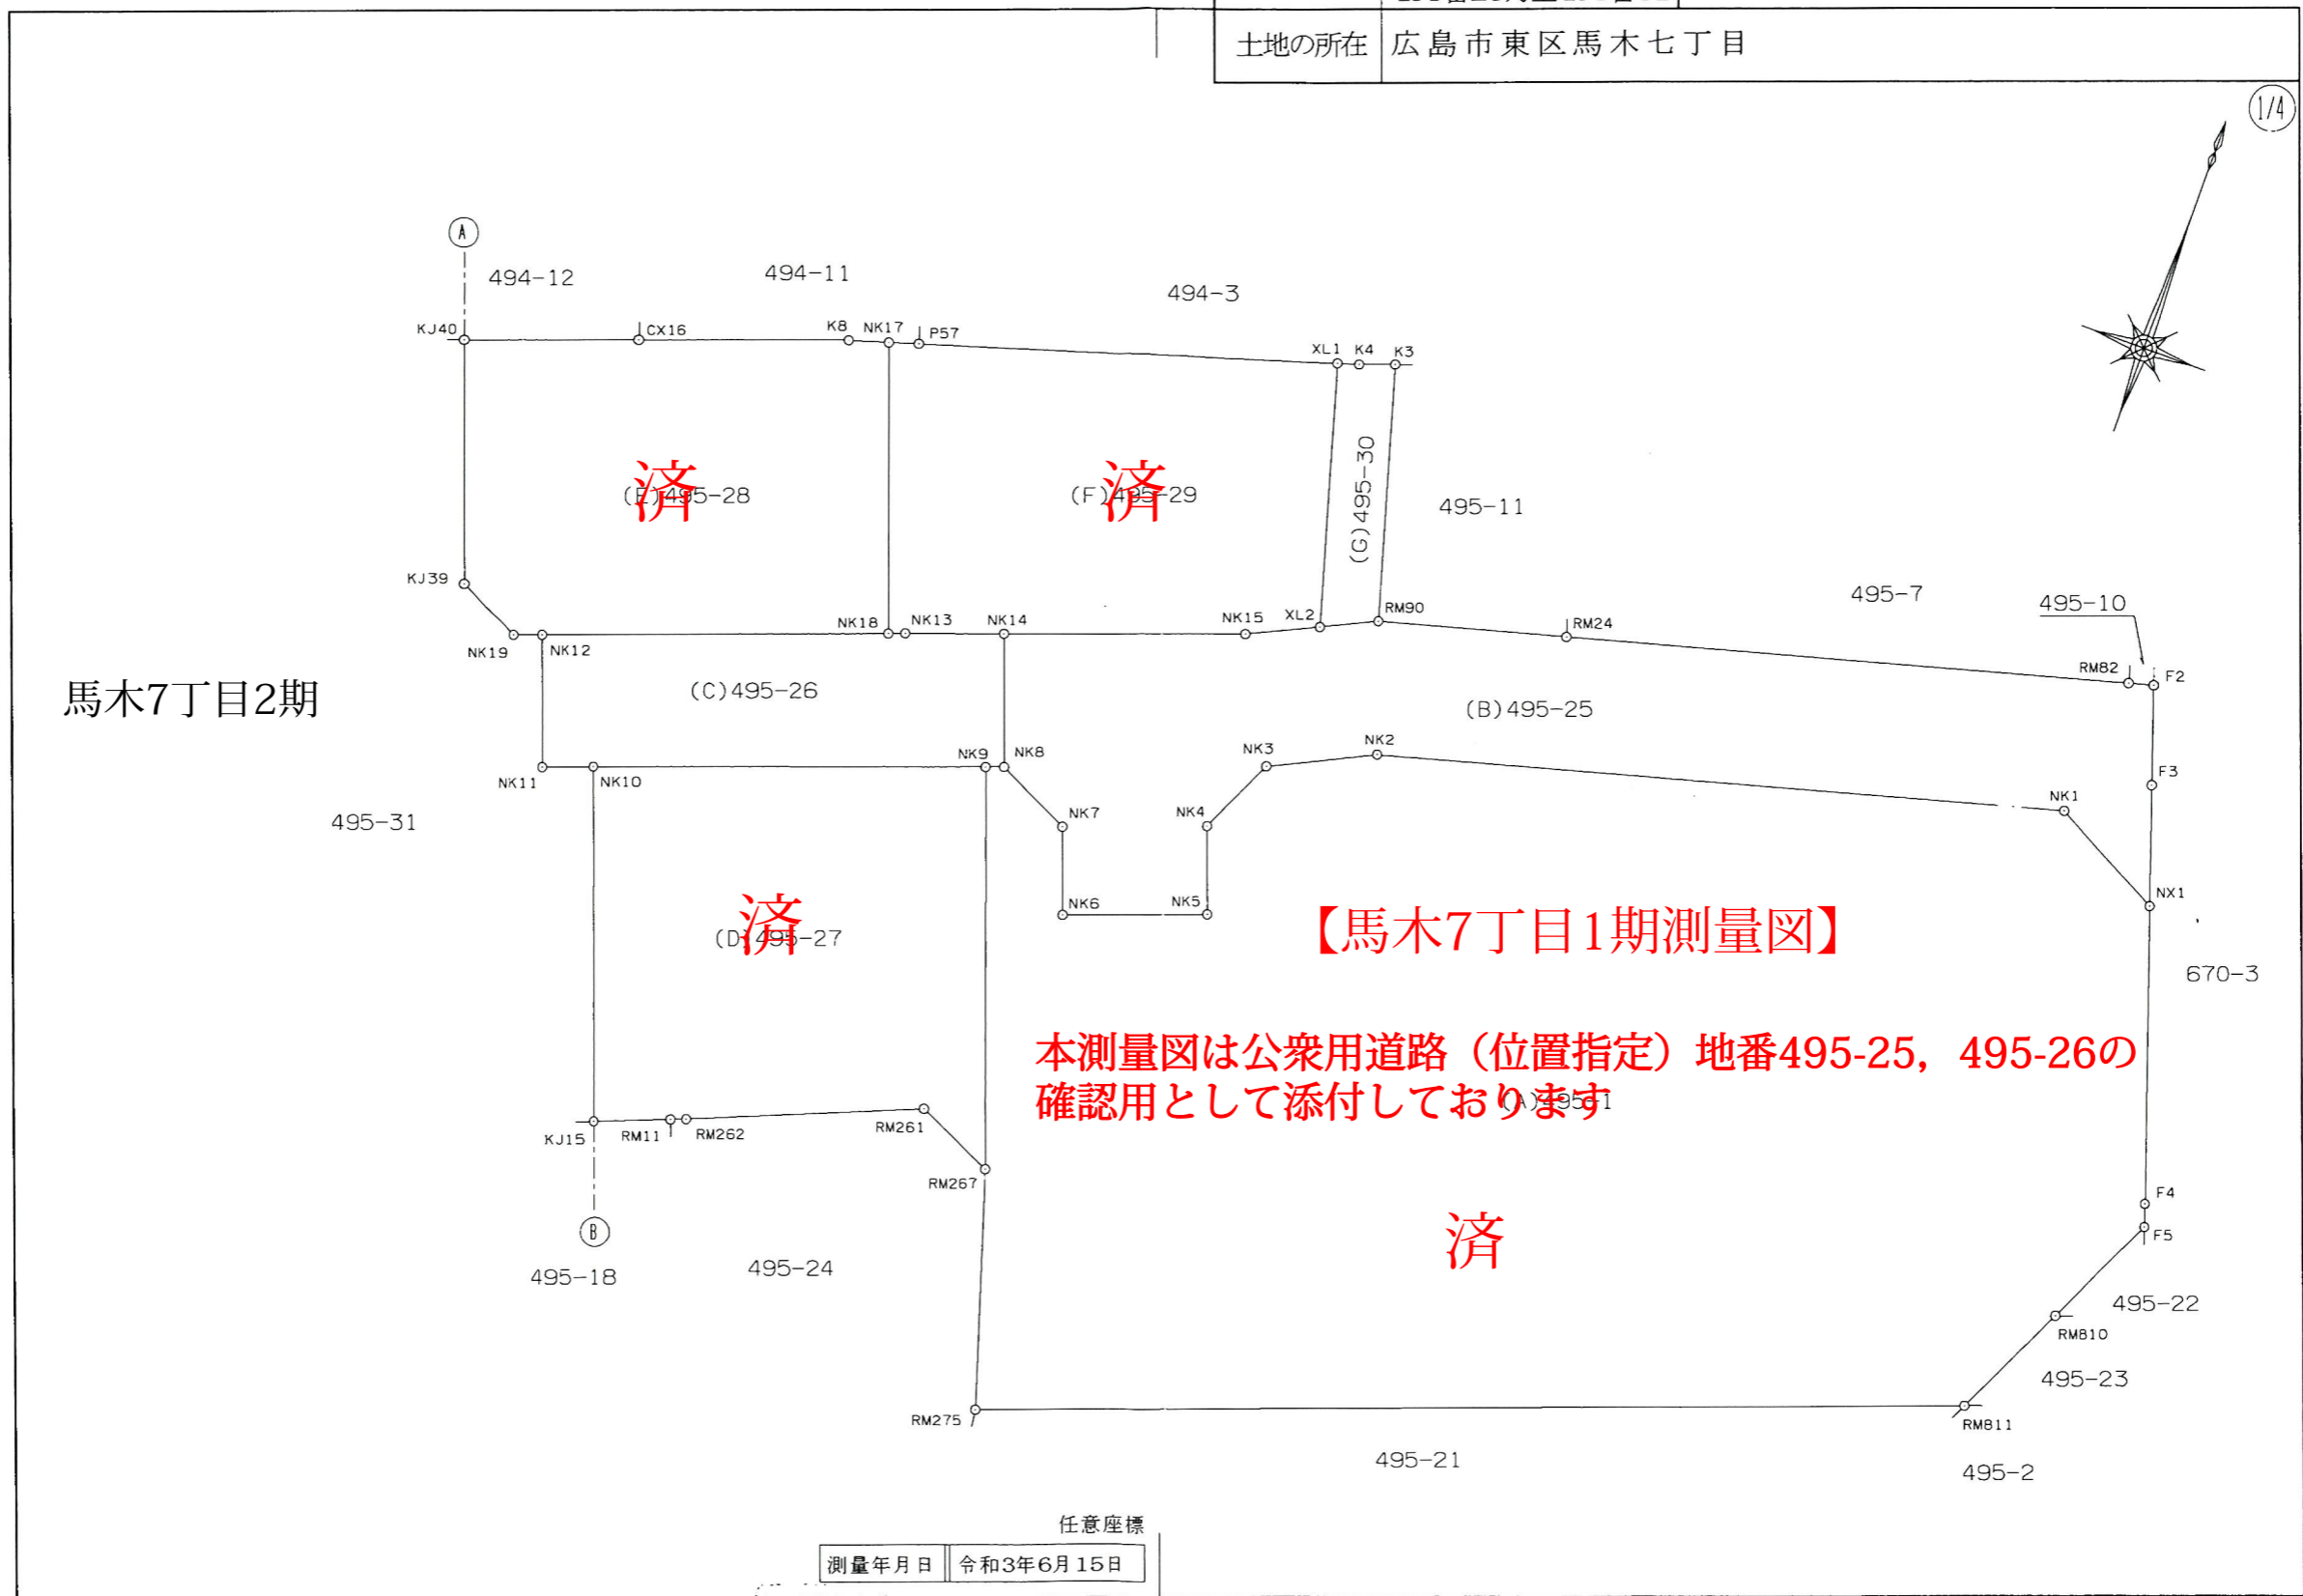 土地の所在 広島市東区馬木七丁目
1/4
A
494-12
494-11
494-3
KJ40
CX16
K8
NK17
P57
XL1
K4
K3
済
(E)495-28
済
(F)495-29
(G)495-30
495-11
KJ39
NK18
NK13
NK14
NK15
XL2
RM90
RM24
495-7
495-10
NK19
NK12
RM82
F2
馬木7丁目2期
(C)495-26
(B)495-25
NK9
NK8
NK3
NK2
NK11
NK10
F3
NK1
495-31
NK7
NK4
NK6
NK5
NX1
済
(D)495-27
【馬木7丁目1期測量図】
670-3
本測量図は公衆用道路（位置指定）地番495-25，495-26の
確認用として添付しております
(A)495-1
KJ15
RM11
RM262
RM261
RM267
F4
B
済
F5
495-18
495-24
495-22
RM810
495-23
RM275
RM811
495-21
495-2
任意座標
測量年月日 令和3年6月15日